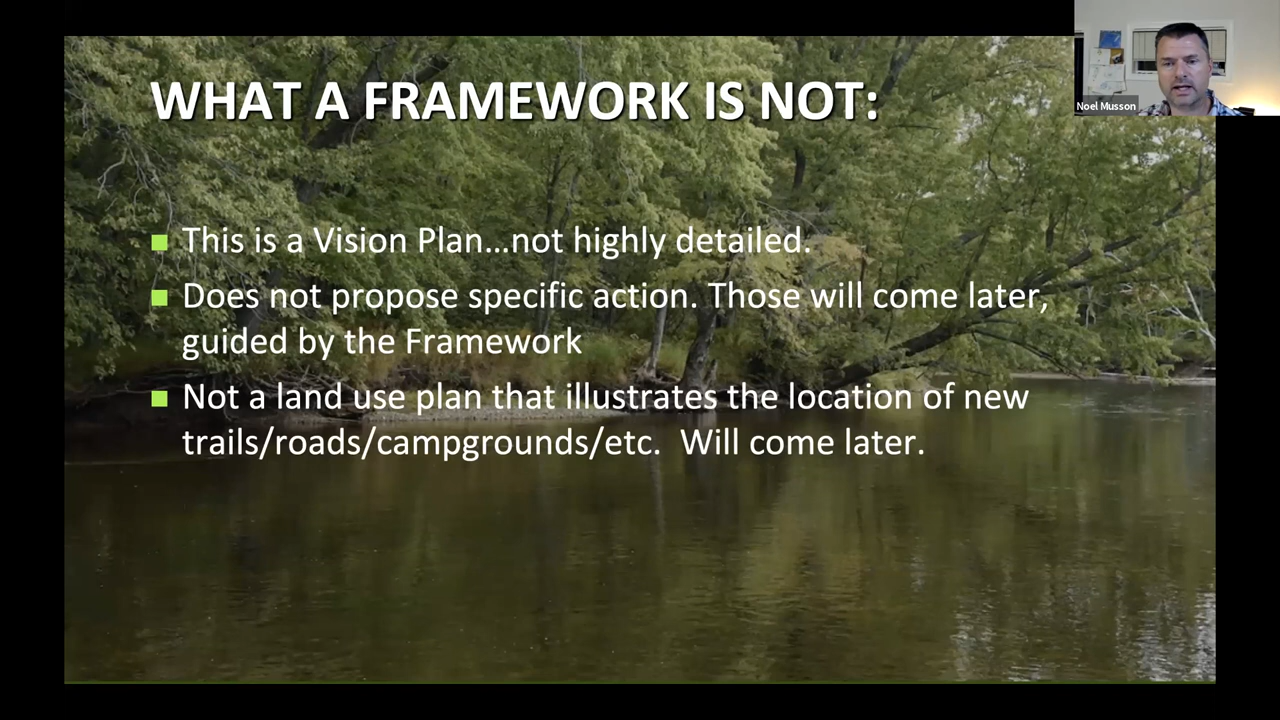 WHAT A FRAMEWORK IS NOT:
Noel Musson
This is a Vision Plan...not highly detailed.
Does not propose specific action. Those will come later,
guided by the Framework
Not a land use plan that illustrates the location of new
trails/roads/campgrounds/etc.  Will come later.